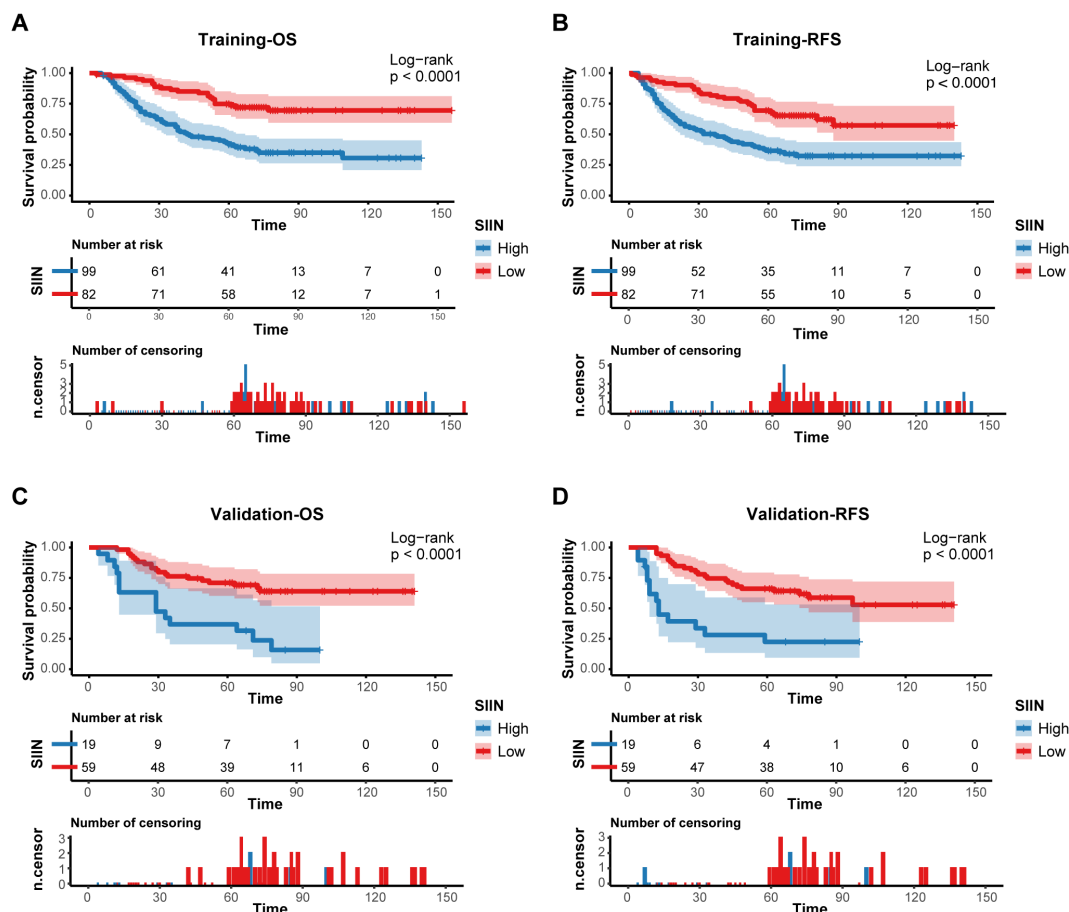 A
Training-OS
Log-rank
p < 0.0001
Survival probability
1.00
0.75
0.50
0.25
0.00
0 30 60 90 120 150
Time
SIIN
High
Low
Number at risk
SIIN
99 61 41 13 7 0
82 71 58 12 7 1
0 30 60 90 120 150
Time
Number of censoring
n.censor
5
3
2
1
0
0 30 60 90 120 150
Time
B
Training-RFS
Log-rank
p < 0.0001
Survival probability
1.00
0.75
0.50
0.25
0.00
0 30 60 90 120 150
Time
SIIN
High
Low
Number at risk
SIIN
99 52 35 11 7 0
82 71 55 10 5 0
0 30 60 90 120 150
Time
Number of censoring
n.censor
5
3
2
1
0
0 30 60 90 120 150
Time
C
Validation-OS
Log-rank
p < 0.0001
Survival probability
1.00
0.75
0.50
0.25
0.00
0 30 60 90 120 150
Time
SIIN
High
Low
Number at risk
SIIN
19 9 7 1 0 0
59 48 39 11 6 0
0 30 60 90 120 150
Time
Number of censoring
n.censor
3
2
1
0
0 30 60 90 120 150
Time
D
Validation-RFS
Log-rank
p < 0.0001
Survival probability
1.00
0.75
0.50
0.25
0.00
0 30 60 90 120 150
Time
SIIN
High
Low
Number at risk
SIIN
19 6 4 1 0 0
59 47 38 10 6 0
0 30 60 90 120 150
Time
Number of censoring
n.censor
3
2
1
0
0 30 60 90 120 150
Time